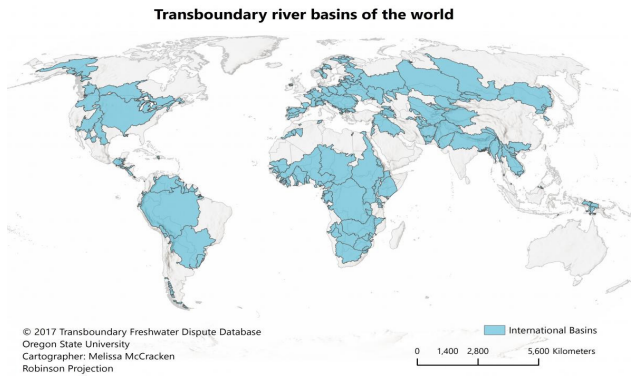 Transboundary river basins of the world
© 2017 Transboundary Freshwater Dispute Database
Oregon State University
Cartographer: Melissa McCracken
Robinson Projection
International Basins
0 1,400 2,800 5,600 Kilometers